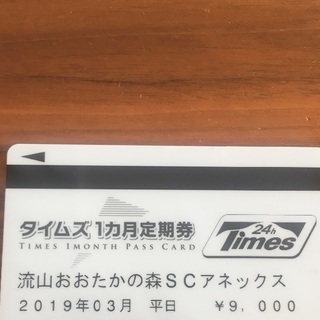 タイムズ1カ月定期券
TIMES 1MONTH PASS CARD
24h
Times
流山おおたかの森SCアネックス
2019年03月 平日 ¥9,000